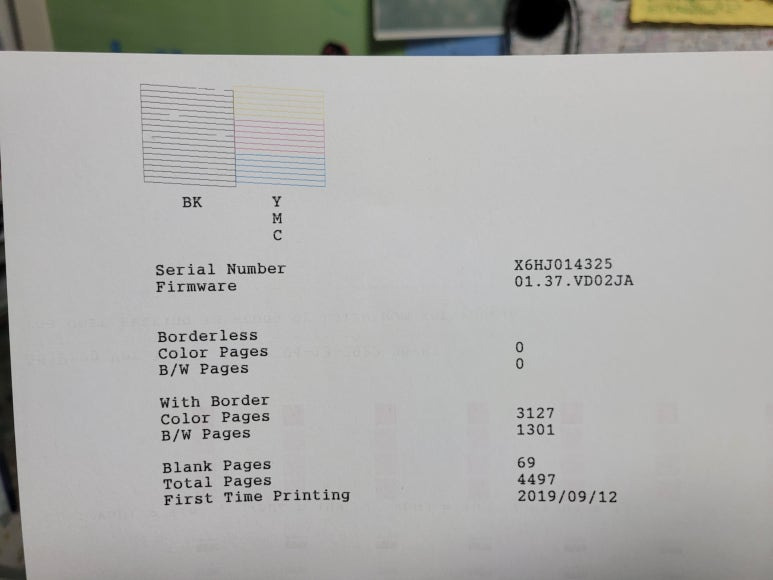 BK
Y
M
C
Serial Number X6HJ014325
Firmware 01.37.VD02JA
Borderless
Color Pages 0
B/W Pages 0
With Border
Color Pages 3127
B/W Pages 1301
Blank Pages 69
Total Pages 4497
First Time Printing 2019/09/12